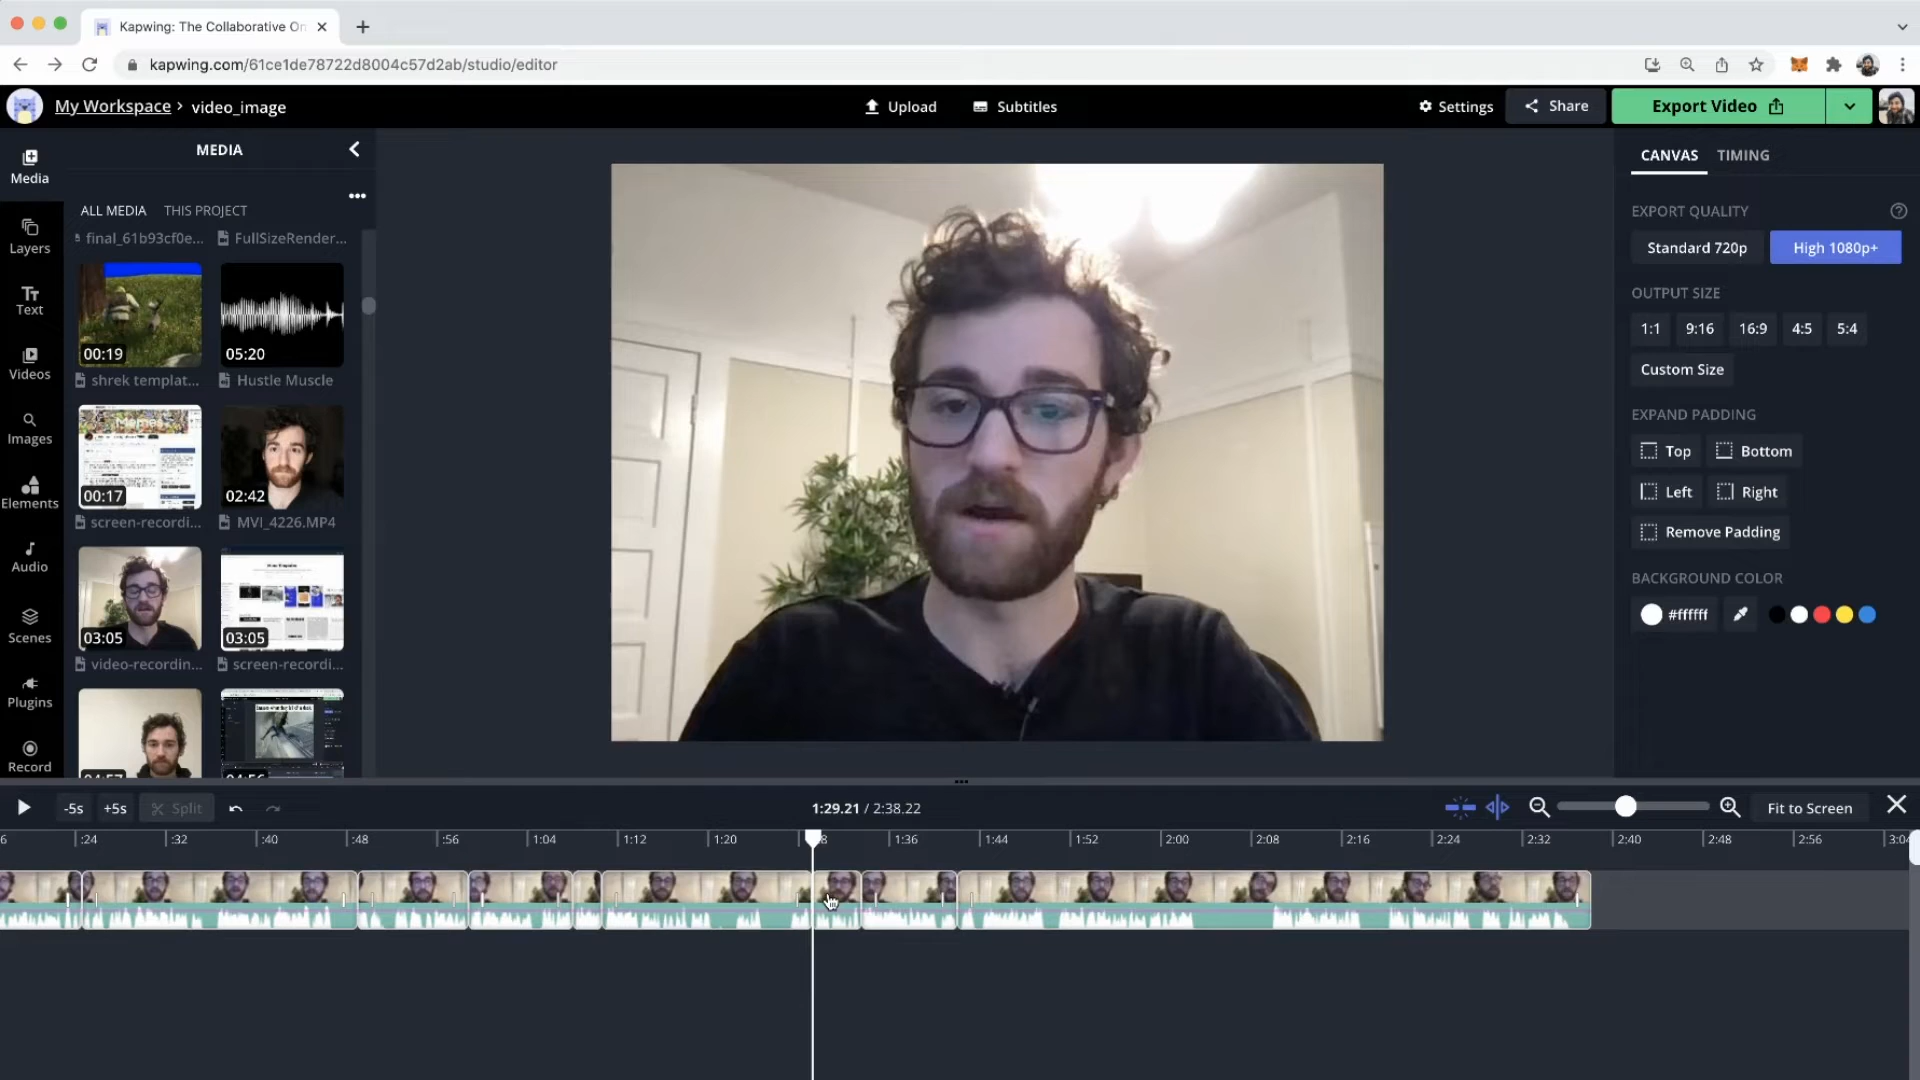 Kapwing: The Collaborative On
kapwing.com/61ce1de78722d8004c57d2ab/studio/editor
My Workspace › video_image
Upload
Subtitles
Settings
Share
Export Video
MEDIA
ALL MEDIA
THIS PROJECT
final_61b93cf0e...
FullSizeRender...
00:19
05:20
shrek templat...
Hustle Muscle
00:17
02:42
screen-recordi...
MVI_4226.MP4
03:05
03:05
video-recordin...
screen-recordi...
Media
Layers
Text
Videos
Images
Elements
Audio
Scenes
Plugins
Record
CANVAS
TIMING
EXPORT QUALITY
Standard 720p
High 1080p+
OUTPUT SIZE
1:1
9:16
16:9
4:5
5:4
Custom Size
EXPAND PADDING
Top
Bottom
Left
Right
Remove Padding
BACKGROUND COLOR
#ffffff
-5s
+5s
Split
1:29.21 / 2:38.22
Fit to Screen
:24
:32
:40
:48
:56
1:04
1:12
1:20
1:36
1:44
1:52
2:00
2:08
2:16
2:24
2:32
2:40
2:48
2:56